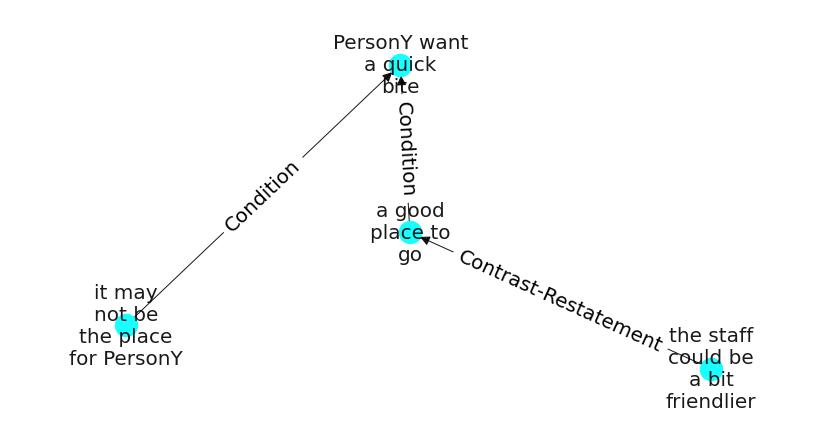 PersonY want
a quick
bite
Condition
Condition
a good
place to
go
Contrast-Restatement
it may
not be
the place
for PersonY
the staff
could be
a bit
friendlier